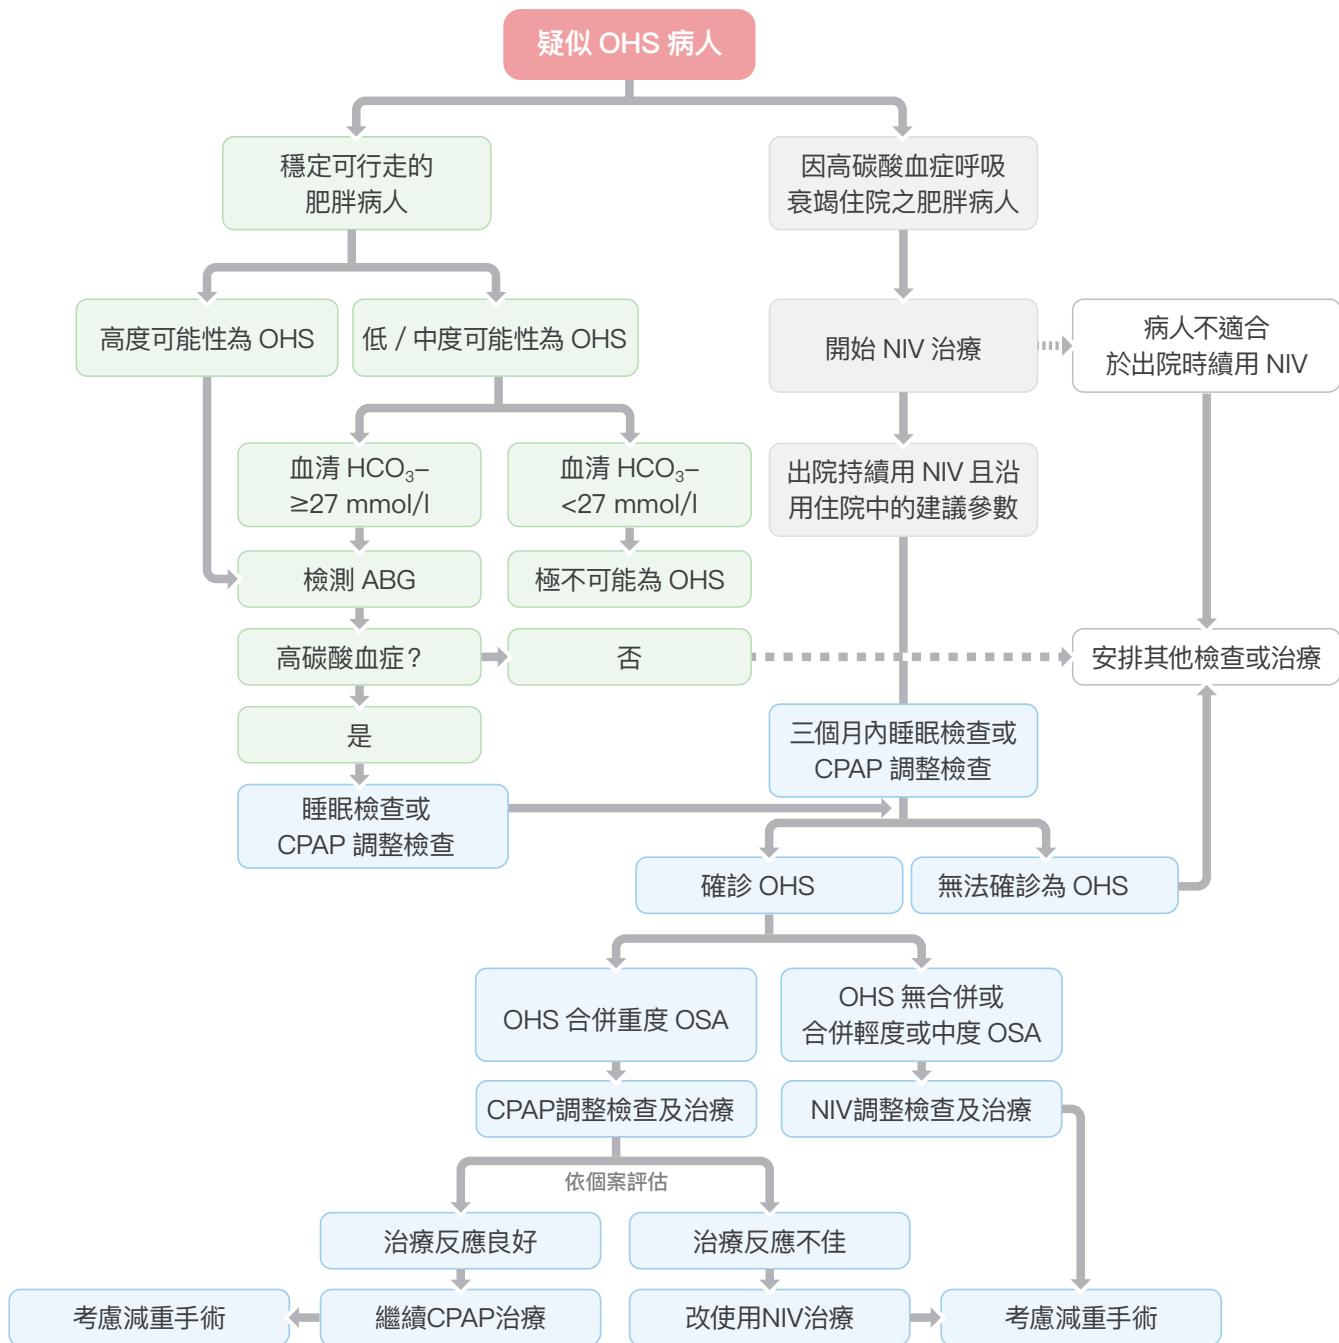 疑似 OHS 病人
穩定可行走的
肥胖病人
因高碳酸血症呼吸
衰竭住院之肥胖病人
高度可能性為 OHS
低 / 中度可能性為 OHS
開始 NIV 治療
病人不適合
於出院時續用 NIV
血清 HCO₃–
≥27 mmol/l
血清 HCO₃–
<27 mmol/l
出院持續用 NIV 且沿
用住院中的建議參數
檢測 ABG
極不可能為 OHS
高碳酸血症?
否
安排其他檢查或治療
是
三個月內睡眠檢查或
CPAP 調整檢查
睡眠檢查或
CPAP 調整檢查
確診 OHS
無法確診為 OHS
OHS 合併重度 OSA
OHS 無合併或
合併輕度或中度 OSA
CPAP調整檢查及治療
NIV調整檢查及治療
依個案評估
治療反應良好
治療反應不佳
考慮減重手術
繼續CPAP治療
改使用NIV治療
考慮減重手術